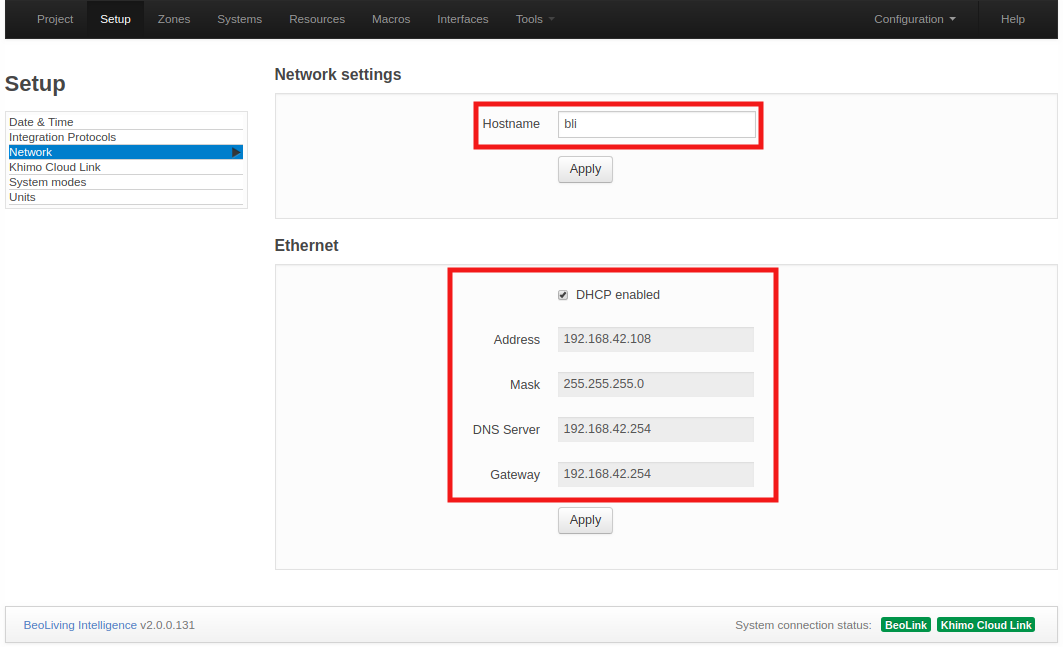 Project Setup Zones Systems Resources Macros Interfaces Tools Configuration Help
Setup
Date & Time
Integration Protocols
Network
Khimo Cloud Link
System modes
Units
Network settings
Hostname bli
Apply
Ethernet
DHCP enabled
Address 192.168.42.108
Mask 255.255.255.0
DNS Server 192.168.42.254
Gateway 192.168.42.254
Apply
BeoLiving Intelligence v2.0.0.131 System connection status: BeoLink Khimo Cloud Link